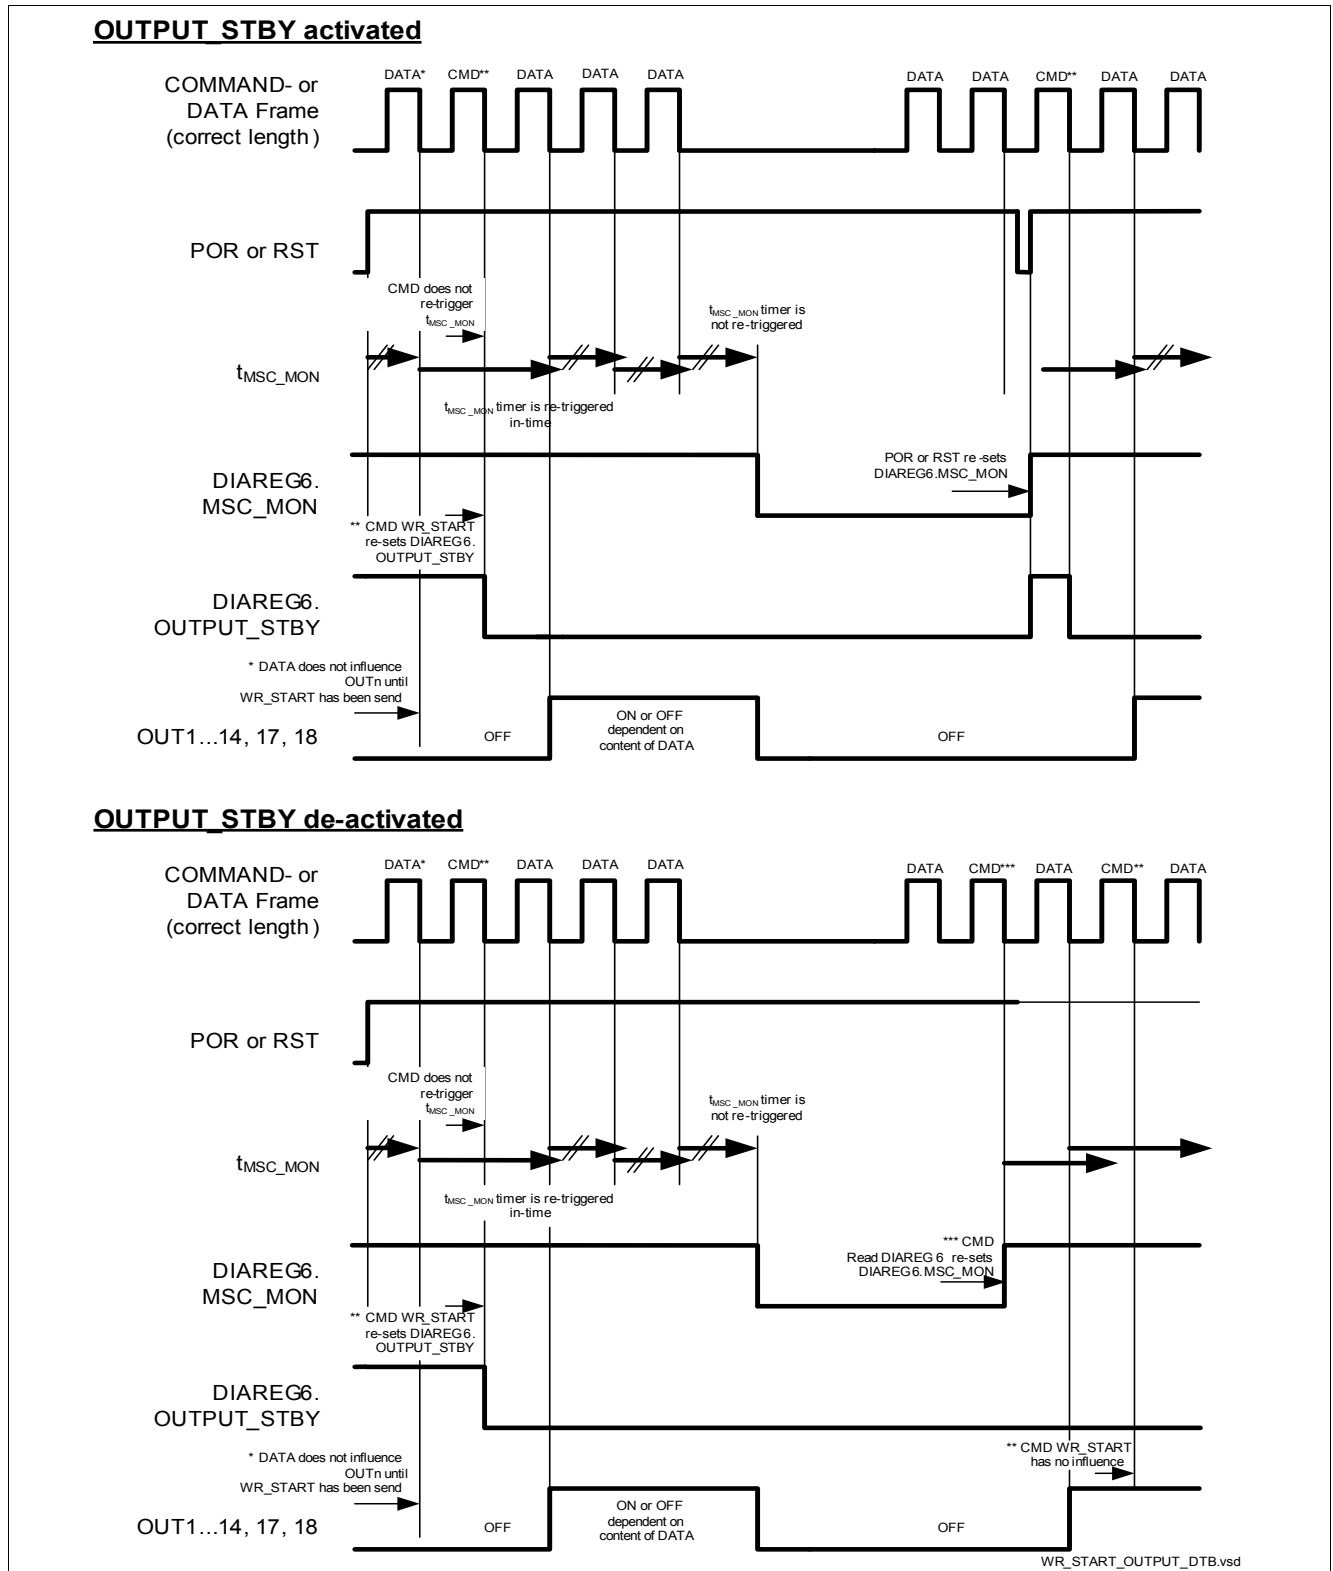 OUTPUT_STBY activated
COMMAND- or
DATA Frame
(correct length)
DATA* CMD** DATA DATA DATA DATA DATA CMD** DATA DATA
POR or RST
CMD does not
re-trigger
tMSC_MON
tMSC_MON timer is
not re-triggered
tMSC_MON
tMSC_MON timer is re-triggered
in-time
DIAREG6.
MSC_MON
POR or RST re-sets
DIAREG6.MSC_MON
** CMD WR_START
re-sets DIAREG6.
OUTPUT_STBY
DIAREG6.
OUTPUT_STBY
* DATA does not influence
OUTn until
WR_START has been send
OUT1...14, 17, 18
OFF
ON or OFF
dependent on
content of DATA
OFF
OUTPUT_STBY de-activated
COMMAND- or
DATA Frame
(correct length)
DATA* CMD** DATA DATA DATA DATA CMD*** DATA CMD** DATA
POR or RST
CMD does not
re-trigger
tMSC_MON
tMSC_MON timer is
not re-triggered
tMSC_MON
tMSC_MON timer is re-triggered
in-time
DIAREG6.
MSC_MON
*** CMD
Read DIAREG6 re-sets
DIAREG6.MSC_MON
** CMD WR_START
re-sets DIAREG6.
OUTPUT_STBY
DIAREG6.
OUTPUT_STBY
* DATA does not influence
OUTn until
WR_START has been send
** CMD WR_START
has no influence
OUT1...14, 17, 18
OFF
ON or OFF
dependent on
content of DATA
OFF
WR_START_OUTPUT_DTB.vsd